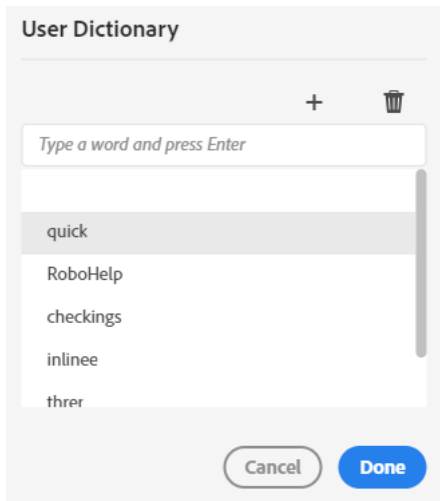 User Dictionary
Type a word and press Enter
quick
RoboHelp
checkings
inlinee
threr
Cancel Done